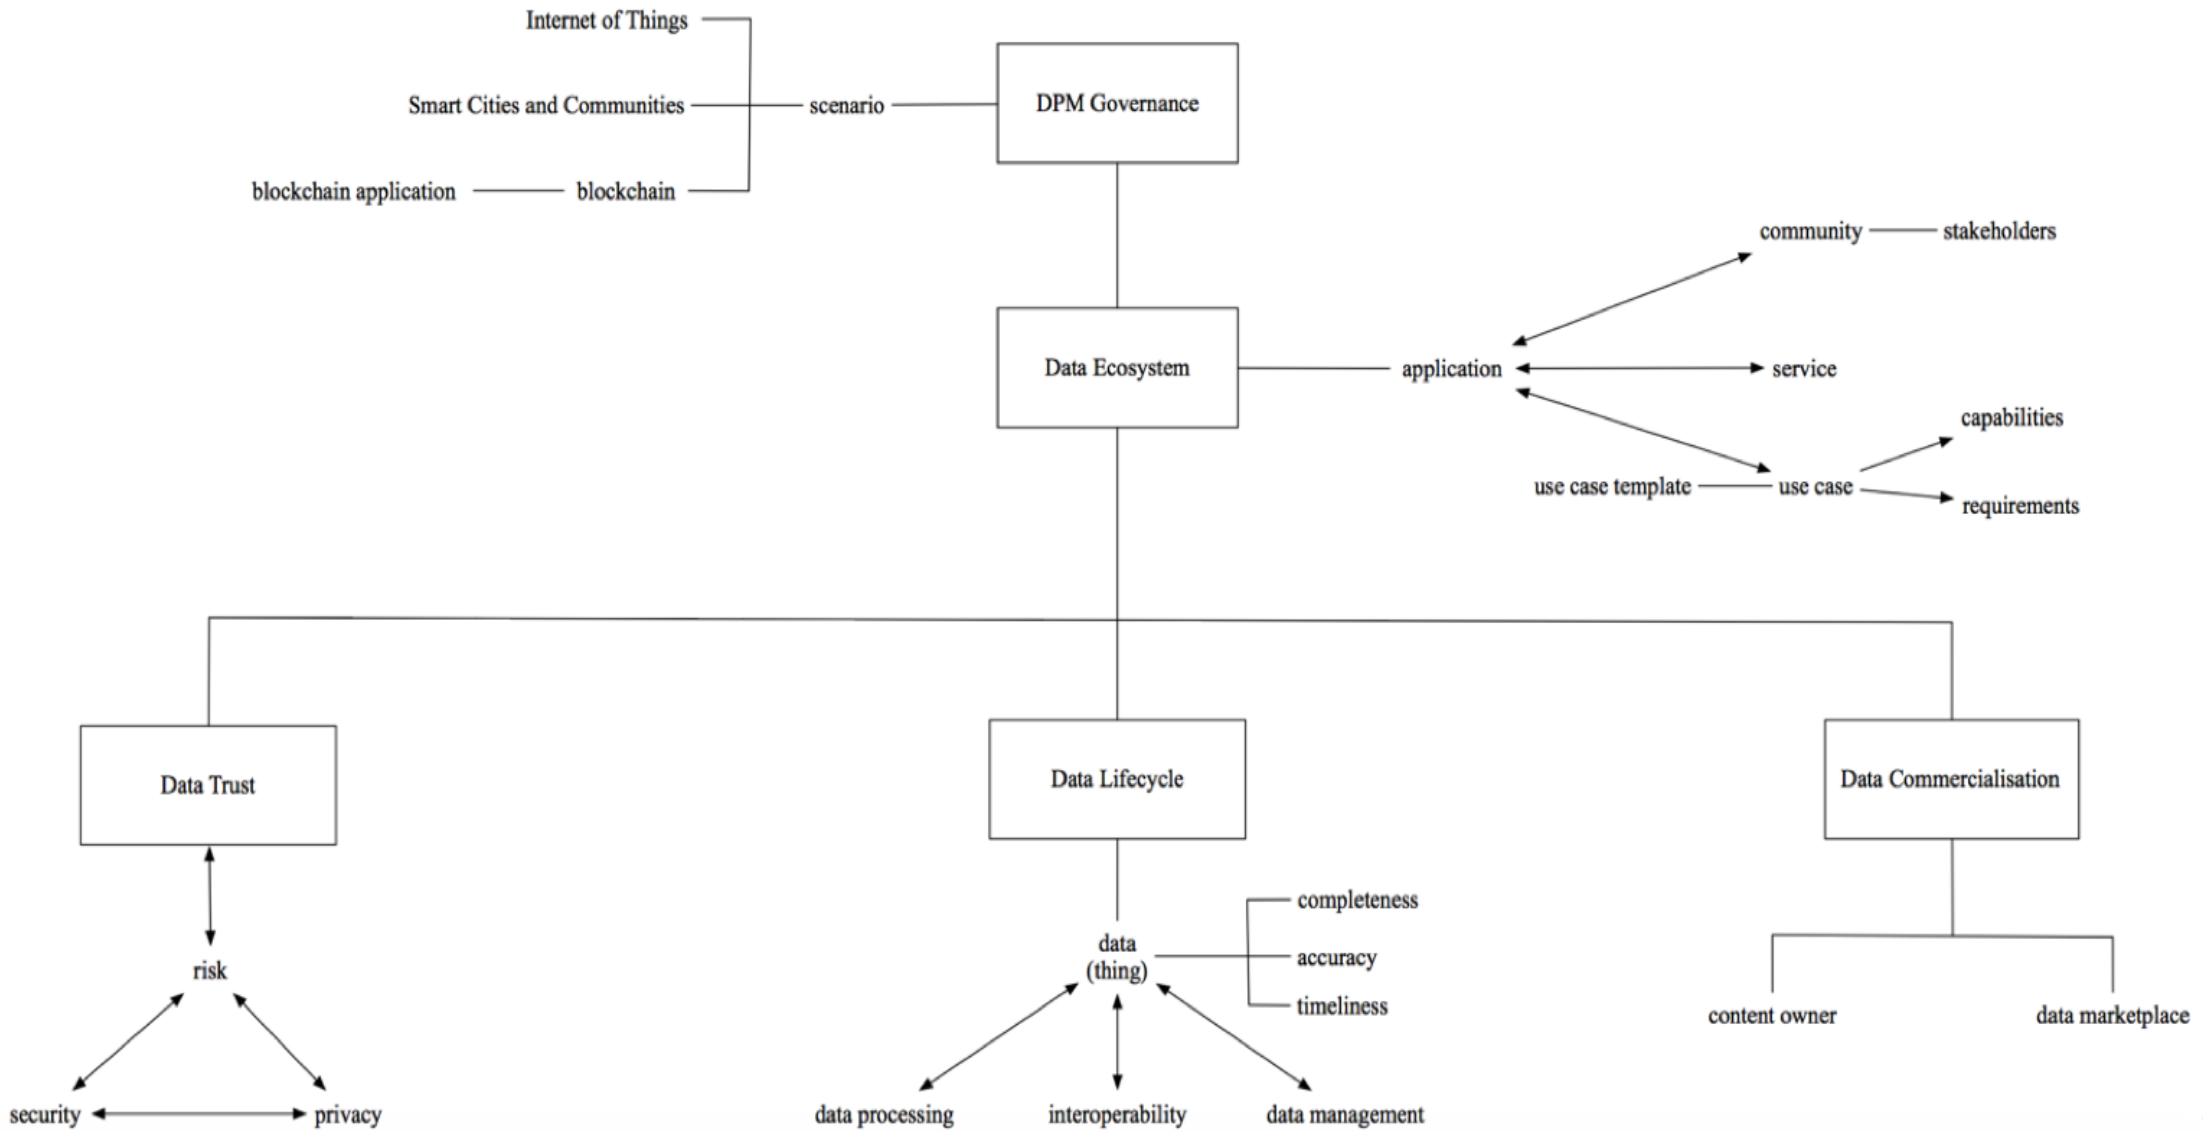 Internet of Things
DPM Governance
Smart Cities and Communities
scenario
blockchain application
blockchain
community
stakeholders
Data Ecosystem
application
service
capabilities
use case template
use case
requirements
Data Trust
Data Lifecycle
Data Commercialisation
completeness
data
(thing)
accuracy
timeliness
risk
content owner
data marketplace
security
privacy
data processing
interoperability
data management